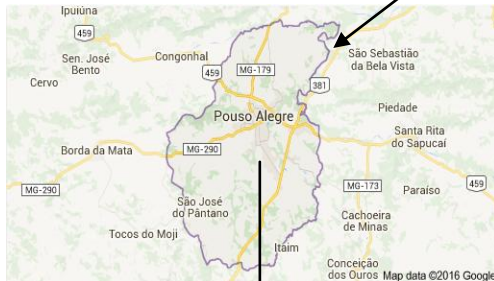 Ipuiúna
459
Sen. José
Bento
Congonhal
São Sebastião
da Bela Vista
Cervo
459
MG-179
381
Piedade
Pouso Alegre
Santa Rita
do Sapucaí
Borda da Mata
MG-290
MG-290
MG-173
459
Paraíso
São José
do Pântano
Cachoeira
de Minas
Tocos do Moji
Itaim
Conceição
dos Ouros
Map data ©2016 Google